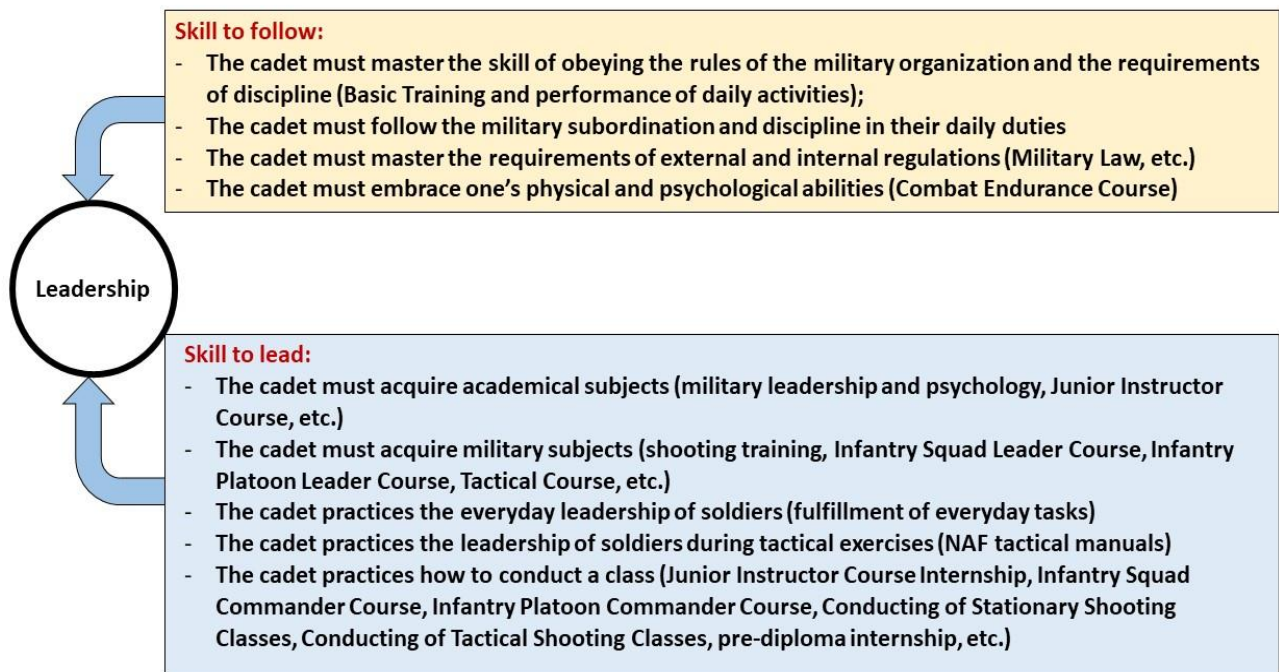 Skill to follow:
- The cadet must master the skill of obeying the rules of the military organization and the requirements
of discipline (Basic Training and performance of daily activities);
- The cadet must follow the military subordination and discipline in their daily duties
- The cadet must master the requirements of external and internal regulations (Military Law, etc.)
- The cadet must embrace one's physical and psychological abilities (Combat Endurance Course)
Leadership
Skill to lead:
- The cadet must acquire academical subjects (military leadership and psychology, Junior Instructor
Course, etc.)
- The cadet must acquire military subjects (shooting training, Infantry Squad Leader Course, Infantry
Platoon Leader Course, Tactical Course, etc.)
- The cadet practices the everyday leadership of soldiers (fulfillment of everyday tasks)
- The cadet practices the leadership of soldiers during tactical exercises (NAF tactical manuals)
- The cadet practices how to conduct a class (Junior Instructor Course Internship, Infantry Squad
Commander Course, Infantry Platoon Commander Course, Conducting of Stationary Shooting
Classes, Conducting of Tactical Shooting Classes, pre-diploma internship, etc.)